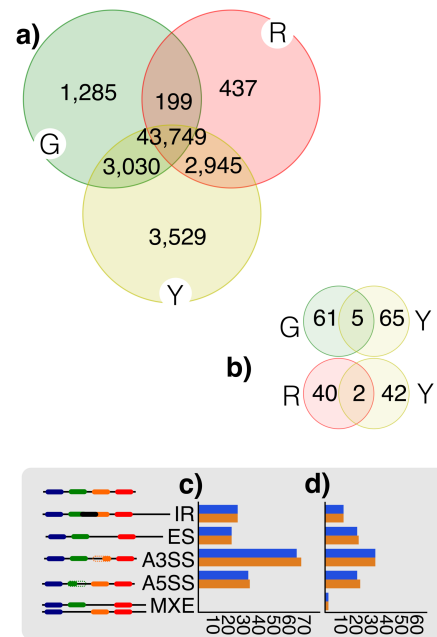 a)
R
1,285
199
437
G
43,749
3,030
2,945
3,529
Y
G 61 5 65 Y
b)
R 40 2 42 Y
c) d)
IR
ES
A3SS
A5SS
MXE
10 20 30 40 50 60 70
10 20 30 40 50 60